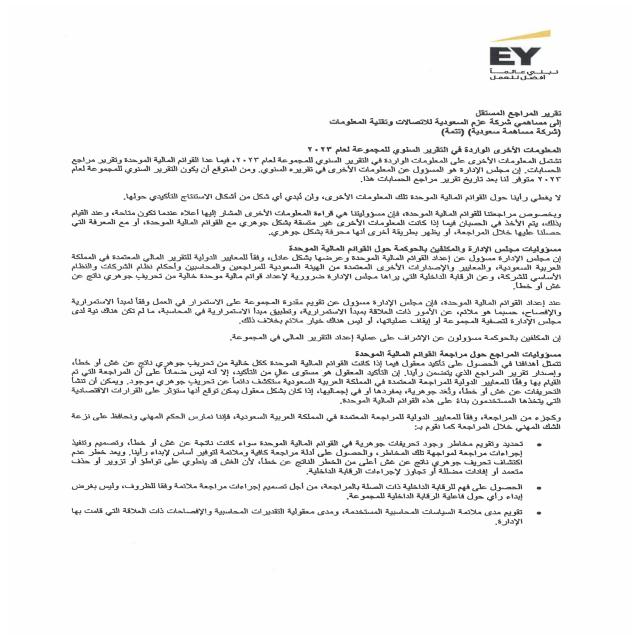 EY
نبني عالماً
أفضل للعمل
تقرير المراجع المستقل
إلى مساهمي شركة عزم السعودية للاتصالات وتقنية المعلومات
(شركة مساهمة سعودية) (تتمة)
المعلومات الأخرى الواردة في التقرير السنوي للمجموعة لعام ٢٠٢٣
تشتمل المعلومات الأخرى على المعلومات الواردة في التقرير السنوي للمجموعة لعام ٢٠٢٣، فيما عدا القوائم المالية الموحدة وتقرير مراجع
الحسابات. إن مجلس الإدارة هو المسؤول عن المعلومات الأخرى في تقريره السنوي. ومن المتوقع أن يكون التقرير السنوي للمجموعة لعام
٢٠٢٣ متوفر لنا بعد تاريخ تقرير مراجع الحسابات هذا.
لا يغطي رأينا حول القوائم المالية الموحدة تلك المعلومات الأخرى، ولن نُبدي أي شكل من أشكال الاستنتاج التأكيدي حولها.
وبخصوص مراجعتنا للقوائم المالية الموحدة، فإن مسؤوليتنا هي قراءة المعلومات الأخرى المشار إليها أعلاه عندما تكون متاحة، وعند القيام
بذلك، يتم الأخذ في الحسبان فيما إذا كانت المعلومات الأخرى غير متسقة بشكل جوهري مع القوائم المالية الموحدة، أو مع المعرفة التي
حصلنا عليها خلال المراجعة، أو يظهر بطريقة أخرى أنها محرفة بشكل جوهري.
مسؤوليات مجلس الإدارة والمكلفين بالحوكمة حول القوائم المالية الموحدة
إن مجلس الإدارة مسؤول عن إعداد القوائم المالية الموحدة وعرضها بشكل عادل، وفقاً للمعايير الدولية للتقرير المالي المعتمدة في المملكة
العربية السعودية، والمعايير والإصدارات الأخرى المعتمدة من الهيئة السعودية للمراجعين والمحاسبين وأحكام نظام الشركات والنظام
الأساسي للشركة، وعن الرقابة الداخلية التي يراها مجلس الإدارة ضرورية لإعداد قوائم مالية موحدة خالية من تحريف جوهري ناتج عن
غش أو خطأ.
عند إعداد القوائم المالية الموحدة، فإن مجلس الإدارة مسؤول عن تقويم مقدرة المجموعة على الاستمرار في العمل وفقاً لمبدأ الاستمرارية
والإفصاح، حسبما هو ملائم، عن الأمور ذات العلاقة بمبدأ الاستمرارية، وتطبيق مبدأ الاستمرارية في المحاسبة، ما لم تكن هناك نية لدى
مجلس الإدارة لتصفية المجموعة أو إيقاف عملياتها، أو ليس هناك خيار ملائم بخلاف ذلك.
إن المكلفين بالحوكمة مسؤولون عن الإشراف على عملية إعداد التقرير المالي في المجموعة.
مسؤوليات المراجع حول مراجعة القوائم المالية الموحدة
تتمثل أهدافنا في الحصول على تأكيد معقول فيما إذا كانت القوائم المالية الموحدة ككل خالية من تحريف جوهري ناتج عن غش أو خطأ،
وإصدار تقرير المراجع الذي يتضمن رأينا. إن التأكيد المعقول هو مستوى عالٍ من التأكيد، إلا أنه ليس ضماناً على أن المراجعة التي تم
القيام بها وفقاً للمعايير الدولية للمراجعة المعتمدة في المملكة العربية السعودية ستكشف دائماً عن تحريف جوهري موجود. ويمكن أن تنشأ
التحريفات عن غش أو خطأ، وتُعد جوهرية، بمفردها أو في إجمالها، إذا كان بشكل معقول يمكن توقع أنها ستؤثر على القرارات الاقتصادية
التي يتخذها المستخدمون بناءً على هذه القوائم المالية الموحدة.
وكجزء من المراجعة، وفقاً للمعايير الدولية للمراجعة المعتمدة في المملكة العربية السعودية، فإننا نمارس الحكم المهني ونحافظ على نزعة
الشك المهني خلال المراجعة كما نقوم بـ:
• تحديد وتقويم مخاطر وجود تحريفات جوهرية في القوائم المالية الموحدة سواء كانت ناتجة عن غش أو خطأ، وتصميم وتنفيذ
إجراءات مراجعة لمواجهة تلك المخاطر، والحصول على أدلة مراجعة كافية وملائمة لتوفير أساس لإبداء رأينا. ويعد خطر عدم
اكتشاف تحريف جوهري ناتج عن غش أعلى من الخطر الناتج عن خطأ، لأن الغش قد ينطوي على تواطؤ أو تزوير أو حذف
متعمد أو إفادات مضللة أو تجاوز لإجراءات الرقابة الداخلية.
• الحصول على فهم للرقابة الداخلية ذات الصلة بالمراجعة، من أجل تصميم إجراءات مراجعة ملائمة وفقا للظروف، وليس بغرض
إبداء رأي حول فاعلية الرقابة الداخلية للمجموعة.
• تقويم مدى ملائمة السياسات المحاسبية المستخدمة، ومدى معقولية التقديرات المحاسبية والإفصاحات ذات العلاقة التي قامت بها
الإدارة.